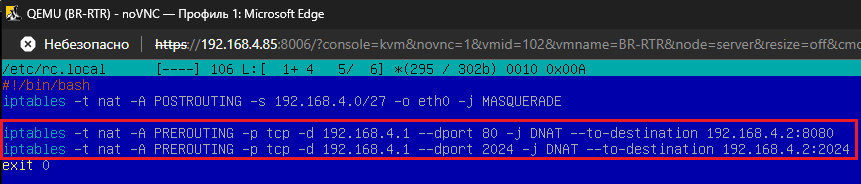 QEMU (BR-RTR) - noVNC — Профиль 1: Microsoft Edge
Небезопасно https://192.168.4.85:8006/?console=kvm&novnc=1&vmid=102&vmname=BR-RTR&node=server&resize=off&cmd
/etc/rc.local [----] 106 L:[ 1+ 4 5/ 6] *(295 / 302b) 0010 0x00A
#!/bin/bash
iptables -t nat -A POSTROUTING -s 192.168.4.0/27 -o eth0 -j MASQUERADE
iptables -t nat -A PREROUTING -p tcp -d 192.168.4.1 --dport 80 -j DNAT --to-destination 192.168.4.2:8080
iptables -t nat -A PREROUTING -p tcp -d 192.168.4.1 --dport 2024 -j DNAT --to-destination 192.168.4.2:2024
exit 0